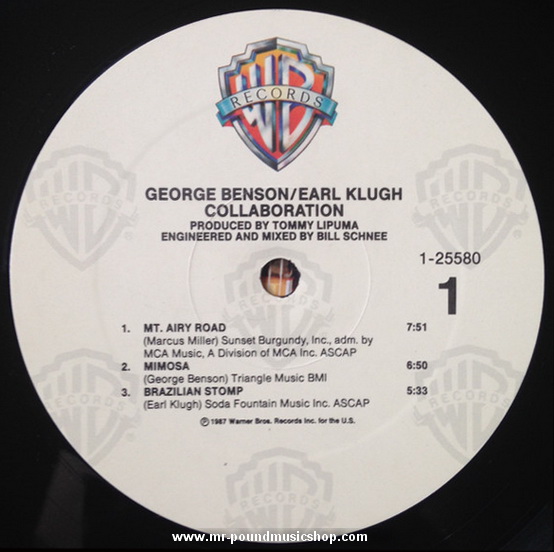 WB
RECORDS
GEORGE BENSON/EARL KLUGH
COLLABORATION
PRODUCED BY TOMMY LIPUMA
ENGINEERED AND MIXED BY BILL SCHNEE
1-25580
1
1. MT. AIRY ROAD 7:51
(Marcus Miller) Sunset Burgundy, Inc., adm. by
MCA Music, A Division of MCA Inc. ASCAP
2. MIMOSA 6:50
(George Benson) Triangle Music BMI
3. BRAZILIAN STOMP 5:33
(Earl Klugh) Soda Fountain Music Inc. ASCAP
℗ 1987 Warner Bros. Records Inc. for the U.S.
www.mr-poundmusicshop.com